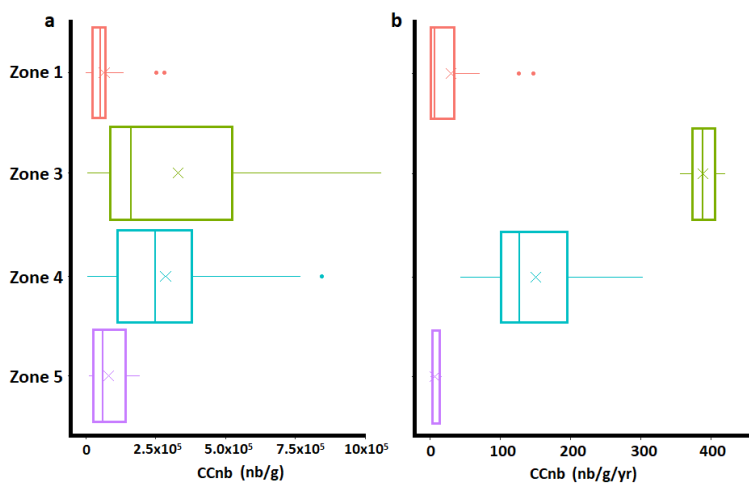 a b
Zone 1
Zone 3
Zone 4
Zone 5
0 2.5x10⁵ 5.0x10⁵ 7.5x10⁵ 10x10⁵ 0 100 200 300 400
CCnb (nb/g) CCnb (nb/g/yr)